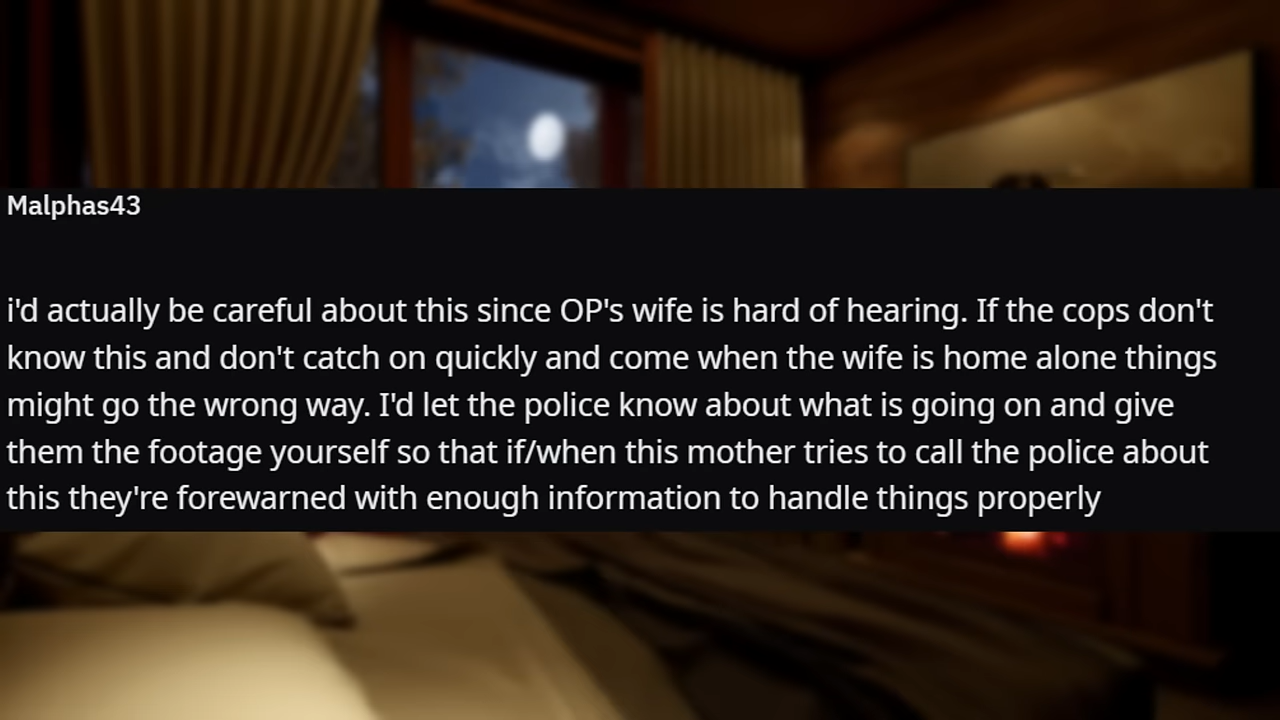 Malphas43
i'd actually be careful about this since OP's wife is hard of hearing. If the cops don't
know this and don't catch on quickly and come when the wife is home alone things
might go the wrong way. I'd let the police know about what is going on and give
them the footage yourself so that if/when this mother tries to call the police about
this they're forewarned with enough information to handle things properly